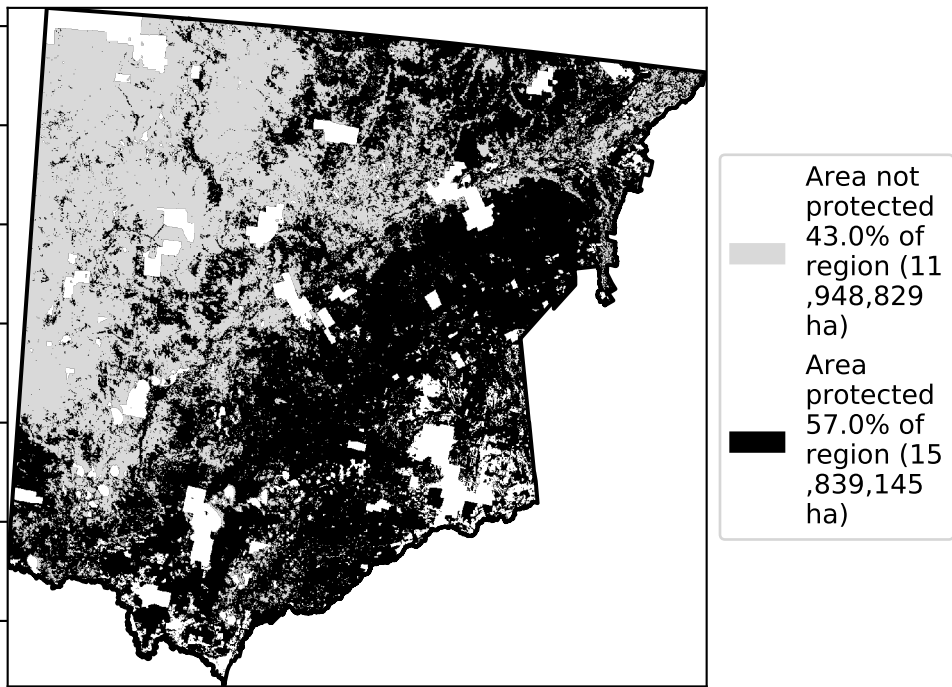 Area not
protected
43.0% of
region (11
,948,829
ha)
Area
protected
57.0% of
region (15
,839,145
ha)